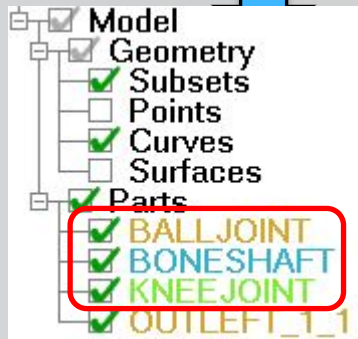 Model
Geometry
Subsets
Points
Curves
Surfaces
Parts
BALLJOINT
BONESHAFT
KNEEJOINT
OUTLEFT_1_1